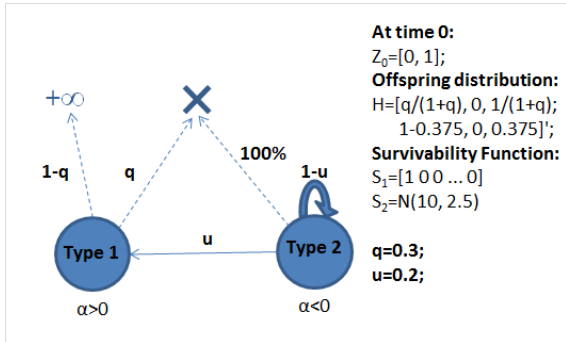 At time 0:
Z₀=[0, 1];
Offspring distribution:
H=[q/(1+q), 0, 1/(1+q);
1-0.375, 0, 0.375]';
Survivability Function:
S₁=[1 0 0 ... 0]
S₂=N(10, 2.5)
q=0.3;
u=0.2;
+∞
1-q
q
100%
1-u
u
Type 1
Type 2
α>0
α<0